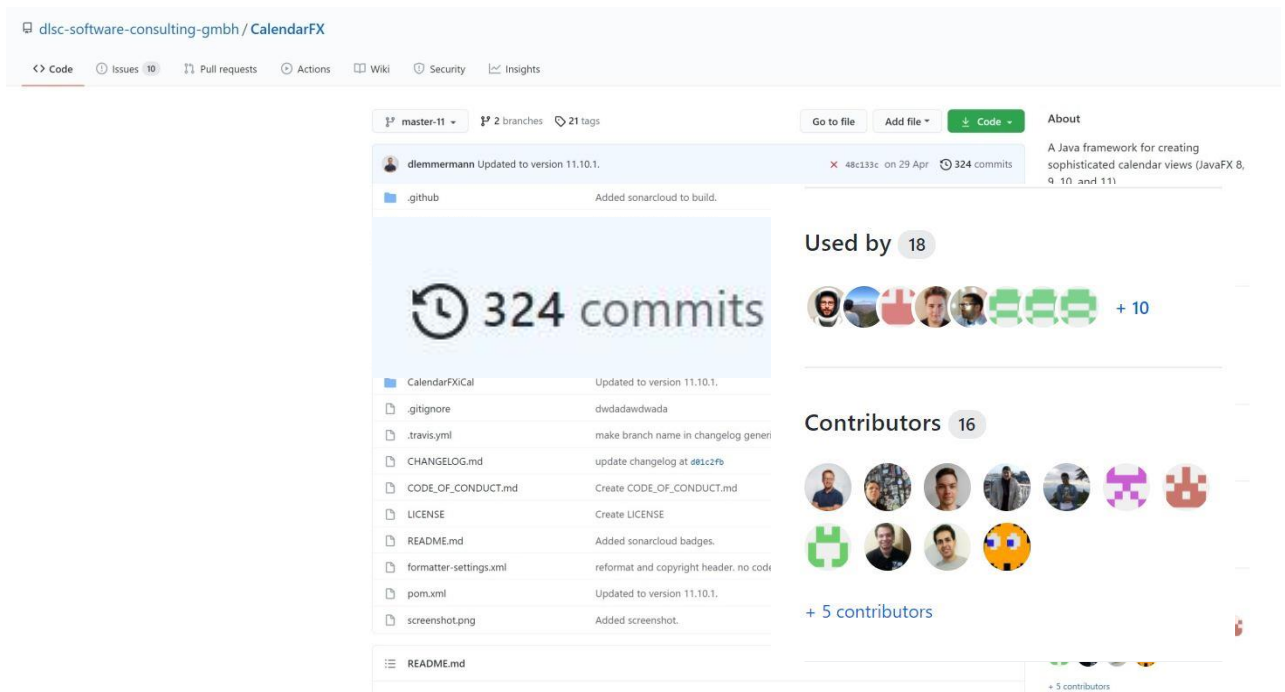 dlsc-software-consulting-gmbh / CalendarFX
<> Code Issues 10 Pull requests Actions Wiki Security Insights
master-11 2 branches 21 tags Go to file Add file Code
About
A Java framework for creating
sophisticated calendar views (JavaFX 8,
9, 10, and 11)
dlemmermann Updated to version 11.10.1. 48c133c on 29 Apr 324 commits
.github Added sonarcloud to build.
324 commits
CalendarFXiCal Updated to version 11.10.1.
.gitignore dwdadawdwada
.travis.yml make branch name in changelog generi
CHANGELOG.md update changelog at d01c2fb
CODE_OF_CONDUCT.md Create CODE_OF_CONDUCT.md
LICENSE Create LICENSE
README.md Added sonarcloud badges.
formatter-settings.xml reformat and copyright header. no code
pom.xml Updated to version 11.10.1.
screenshot.png Added screenshot.
README.md
Used by 18
+ 10
Contributors 16
+ 5 contributors
+ 5 contributors